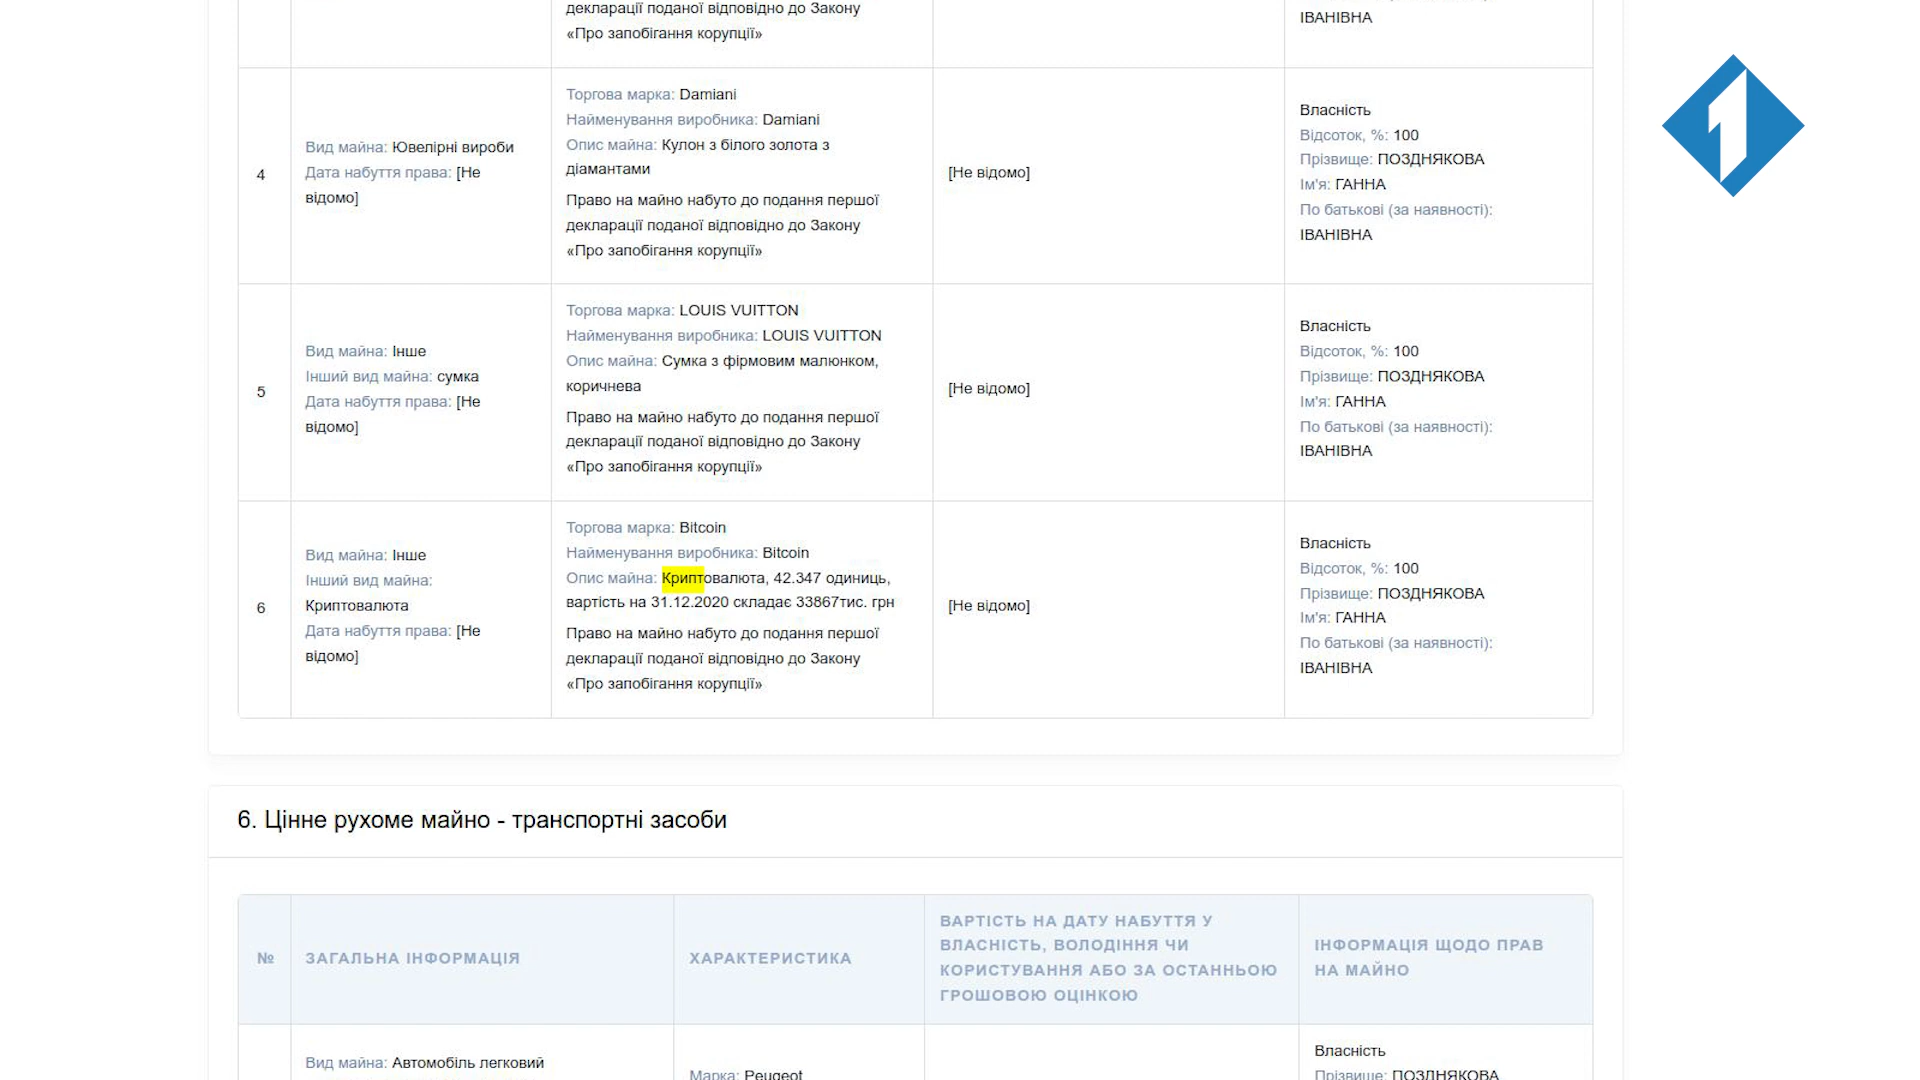 декларації поданої відповідно до Закону
«Про запобігання корупції»
ІВАНІВНА
4
Вид майна: Ювелірні вироби
Дата набуття права: [Не
відомо]
Торгова марка: Damiani
Найменування виробника: Damiani
Опис майна: Кулон з білого золота з
діамантами
Право на майно набуто до подання першої
декларації поданої відповідно до Закону
«Про запобігання корупції»
[Не відомо]
Власність
Відсоток, %: 100
Прізвище: ПОЗДНЯКОВА
Ім'я: ГАННА
По батькові (за наявності):
ІВАНІВНА
5
Вид майна: Інше
Інший вид майна: сумка
Дата набуття права: [Не
відомо]
Торгова марка: LOUIS VUITTON
Найменування виробника: LOUIS VUITTON
Опис майна: Сумка з фірмовим малюнком,
коричнева
Право на майно набуто до подання першої
декларації поданої відповідно до Закону
«Про запобігання корупції»
[Не відомо]
Власність
Відсоток, %: 100
Прізвище: ПОЗДНЯКОВА
Ім'я: ГАННА
По батькові (за наявності):
ІВАНІВНА
6
Вид майна: Інше
Інший вид майна:
Криптовалюта
Дата набуття права: [Не
відомо]
Торгова марка: Bitcoin
Найменування виробника: Bitcoin
Опис майна: Криптовалюта, 42.347 одиниць,
вартість на 31.12.2020 складає 33867тис. грн
Право на майно набуто до подання першої
декларації поданої відповідно до Закону
«Про запобігання корупції»
[Не відомо]
Власність
Відсоток, %: 100
Прізвище: ПОЗДНЯКОВА
Ім'я: ГАННА
По батькові (за наявності):
ІВАНІВНА
6. Цінне рухоме майно - транспортні засоби
№
ЗАГАЛЬНА ІНФОРМАЦІЯ
ХАРАКТЕРИСТИКА
ВАРТІСТЬ НА ДАТУ НАБУТТЯ У
ВЛАСНІСТЬ, ВОЛОДІННЯ ЧИ
КОРИСТУВАННЯ АБО ЗА ОСТАННЬОЮ
ГРОШОВОЮ ОЦІНКОЮ
ІНФОРМАЦІЯ ЩОДО ПРАВ
НА МАЙНО
Вид майна: Автомобіль легковий
Марка: Peugeot
Власність
Прізвище: ПОЗДНЯКОВА
1